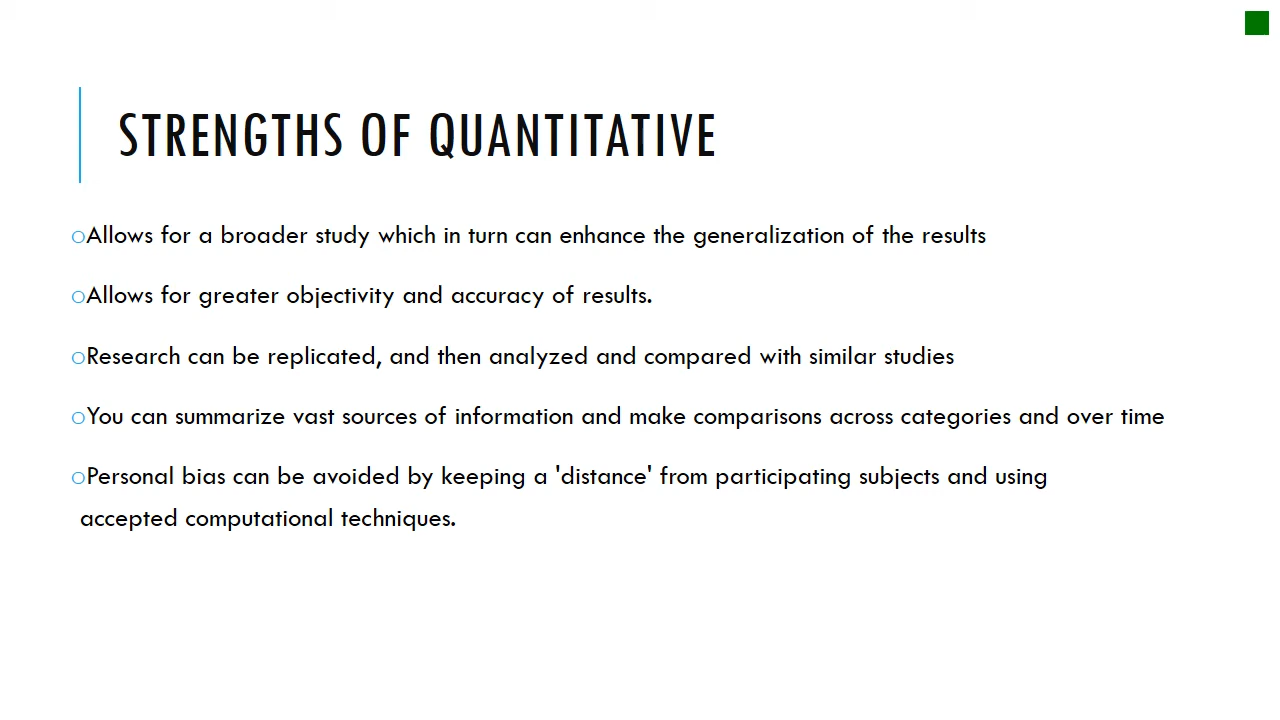 STRENGTHS OF QUANTITATIVE
Allows for a broader study which in turn can enhance the generalization of the results
Allows for greater objectivity and accuracy of results.
Research can be replicated, and then analyzed and compared with similar studies
You can summarize vast sources of information and make comparisons across categories and over time
Personal bias can be avoided by keeping a 'distance' from participating subjects and using
accepted computational techniques.